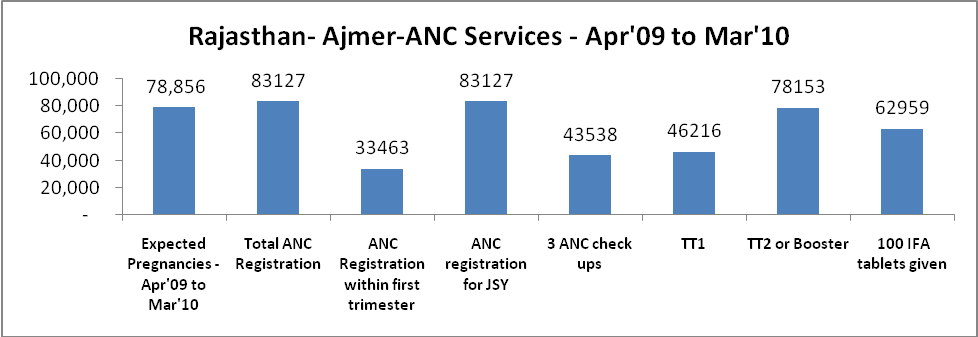 Rajasthan- Ajmer-ANC Services - Apr'09 to Mar'10
100,000
80,000
60,000
40,000
20,000
-
78,856
83127
33463
83127
43538
46216
78153
62959
Expected
Pregnancies -
Apr'09 to
Mar'10
Total ANC
Registration
ANC
Registration
within first
trimester
ANC
registration
for JSY
3 ANC check
ups
TT1
TT2 or Booster
100 IFA
tablets given